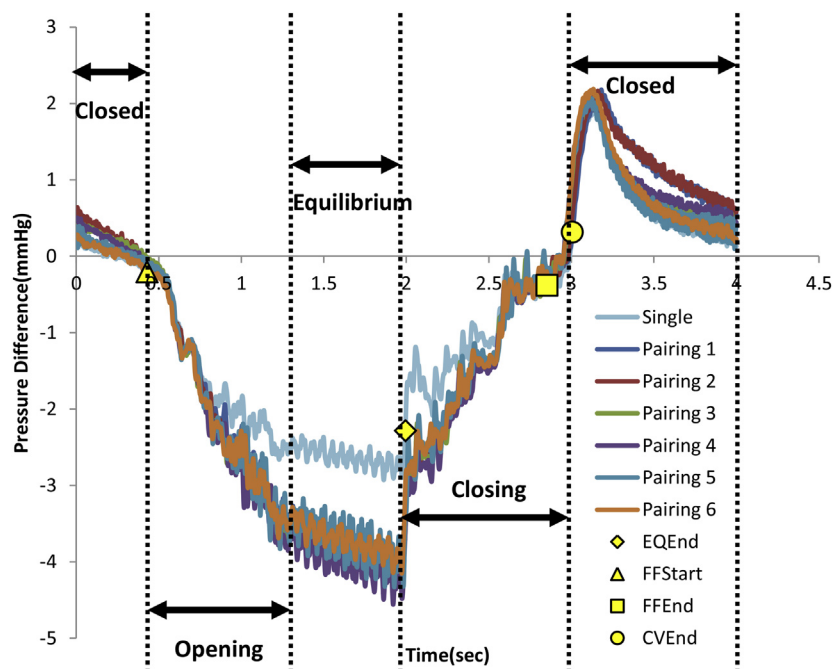 3
2
1
0
-1
-2
-3
-4
-5
0
0.5
1
1.5
2
2.5
3
3.5
4
4.5
Pressure Difference(mmHg)
Time(sec)
Closed
Opening
Equilibrium
Closing
Closed
Single
Pairing 1
Pairing 2
Pairing 3
Pairing 4
Pairing 5
Pairing 6
EQEnd
FFStart
FFEnd
CVEnd